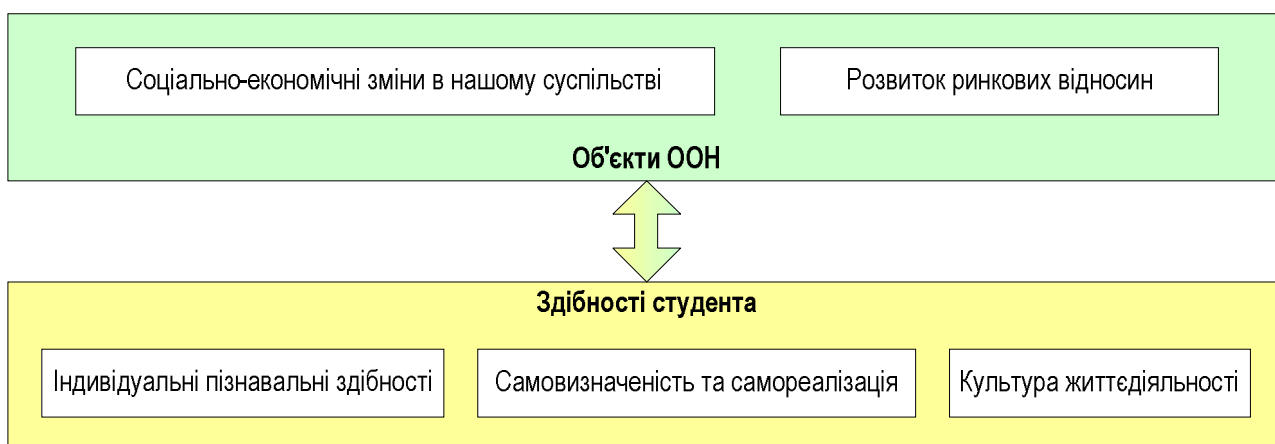 Соціально-економічні зміни в нашому суспільстві
Розвиток ринкових відносин
Об'єкти ООН
Здібності студента
Індивідуальні пізнавальні здібності
Самовизначеність та самореалізація
Культура життєдіяльності